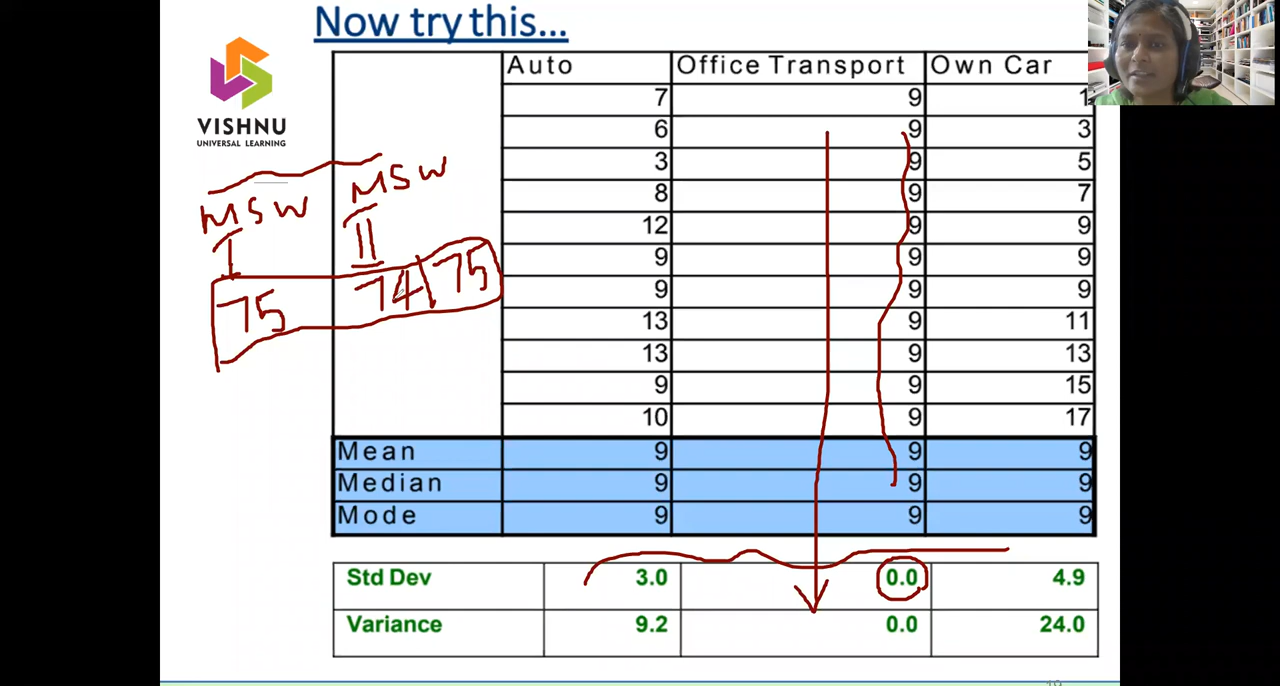 Now try this...
VISHNU
UNIVERSAL LEARNING
Auto Office Transport Own Car
7 9 1
6 9 3
3 9 5
8 9 7
12 9 9
9 9 9
9 9 9
13 9 11
13 9 13
9 9 15
10 9 17
Mean 9 9 9
Median 9 9 9
Mode 9 9 9
Std Dev 3.0 0.0 4.9
Variance 9.2 0.0 24.0
MSW MSW
I II
75 74 75